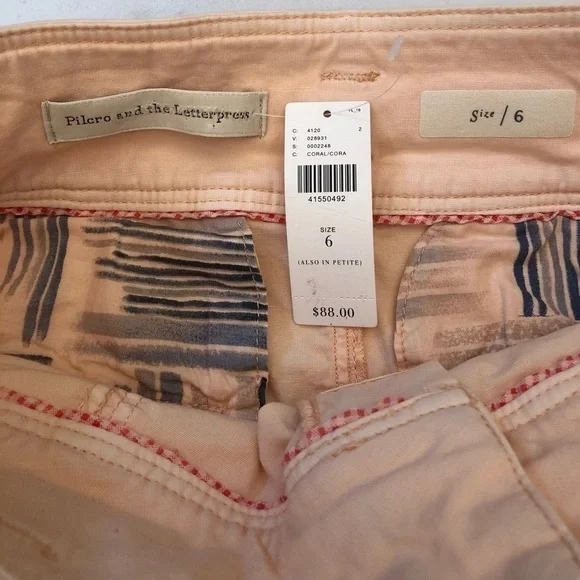 Pilcro and the Letterpress
Size / 6
C: 4120 2
V: 028931
S: 0002248
C: CORAL/CORA
41550492
SIZE
6
(ALSO IN PETITE)
$88.00